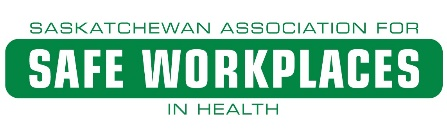 SASKATCHEWAN ASSOCIATION FOR
SAFE WORKPLACES
IN HEALTH